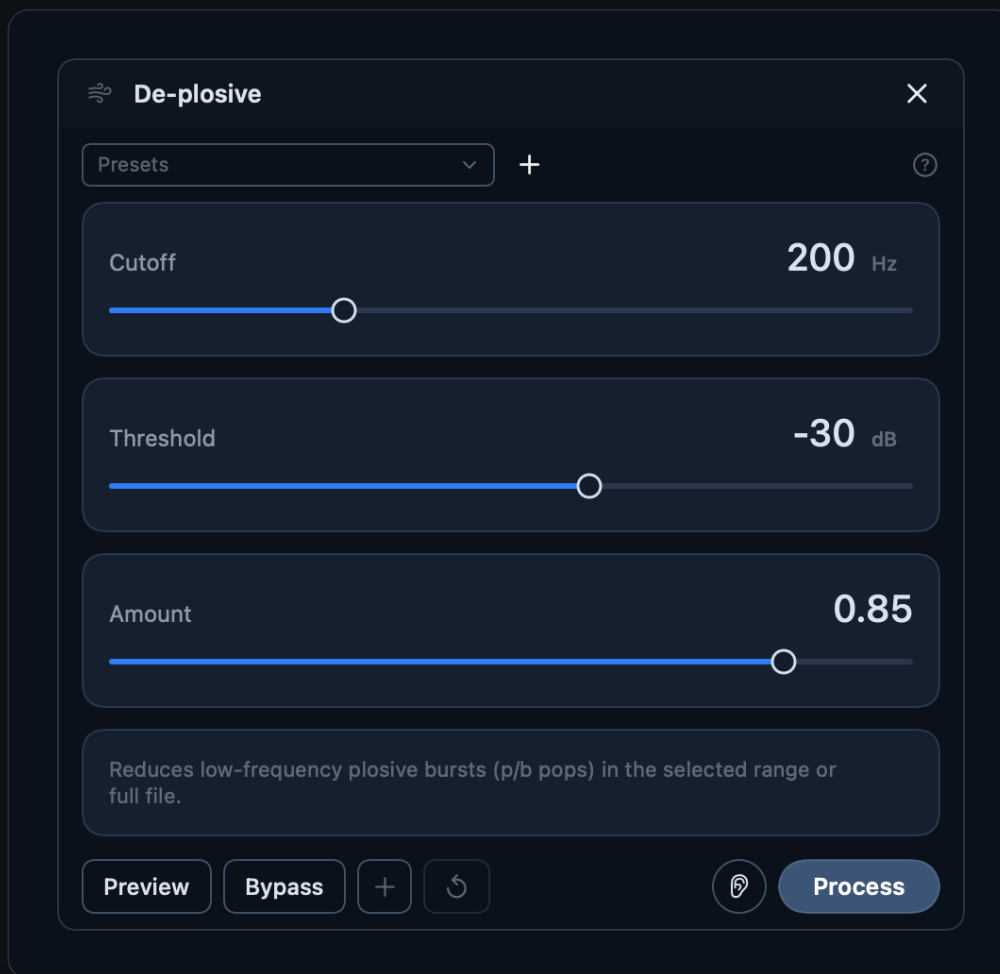 De-plosive
Presets
?
Cutoff
200 Hz
Threshold
-30 dB
Amount
0.85
Reduces low-frequency plosive bursts (p/b pops) in the selected range or
full file.
Preview
Bypass
Process